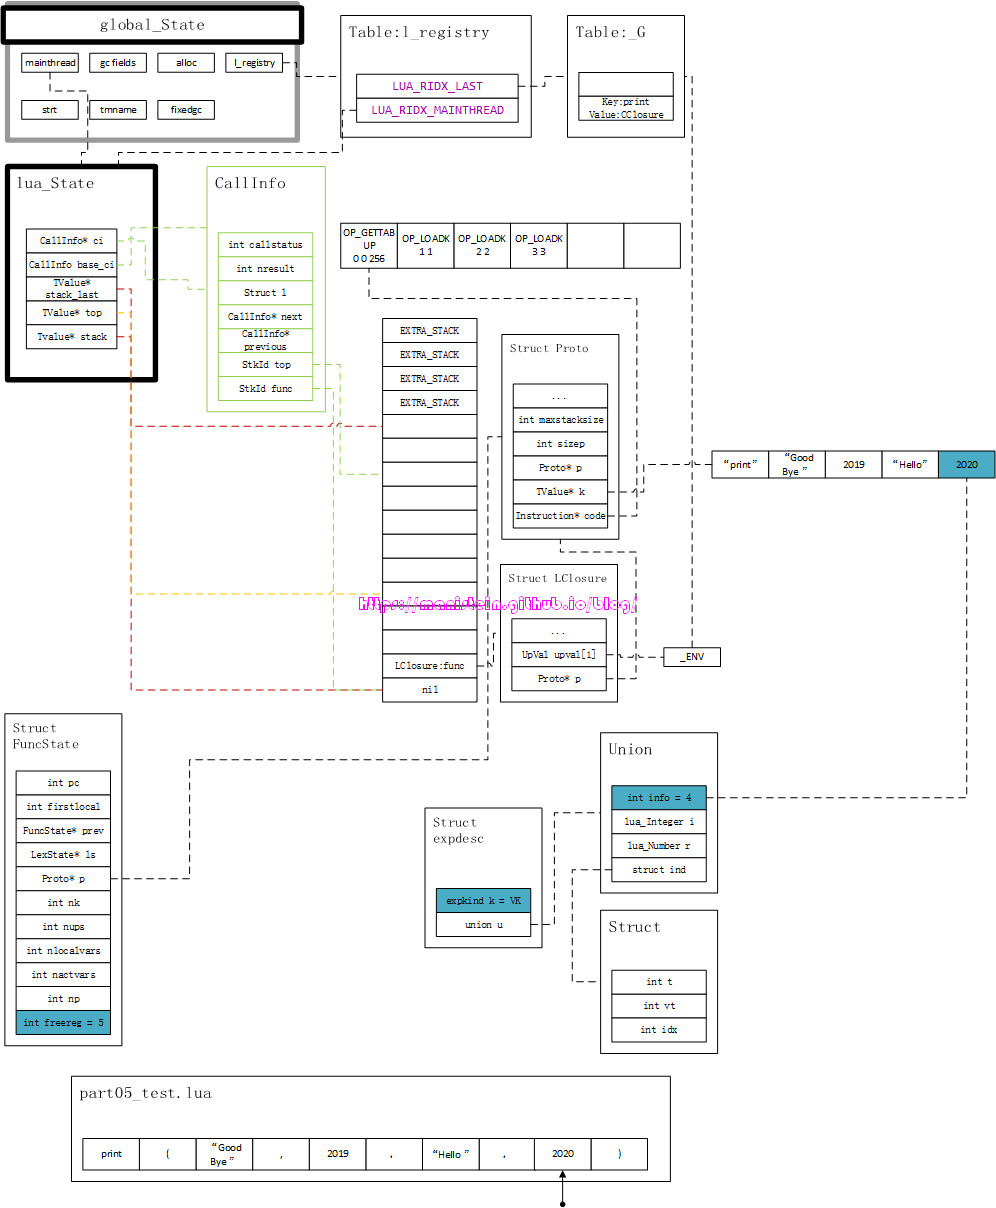 global_State
mainthread
gc fields
alloc
l_registry
strt
tmname
fixedgc
Table:l_registry
LUA_RIDX_LAST
LUA_RIDX_MAINTHREAD
Table:_G
Key:print
Value:CClosure
lua_State
CallInfo* ci
CallInfo base_ci
TValue*
stack_last
TValue* top
Tvalue* stack
CallInfo
int callstatus
int nresult
Struct l
CallInfo* next
CallInfo*
previous
StkId top
StkId func
OP_GETTAB
UP
0 0 256
OP_LOADK
1 1
OP_LOADK
2 2
OP_LOADK
3 3
EXTRA_STACK
EXTRA_STACK
EXTRA_STACK
EXTRA_STACK
LClosure:func
nil
Struct Proto
...
int maxstacksize
int sizep
Proto* p
TValue* k
Instruction* code
“print”
“Good
Bye ”
2019
“Hello”
2020
https://manistein.github.io/blog/
Struct LClosure
...
UpVal upval[1]
Proto* p
_ENV
Struct
FuncState
int pc
int firstlocal
FuncState* prev
LexState* ls
Proto* p
int nk
int nups
int nlocalvars
int nactvars
int np
int freereg = 5
Struct
expdesc
expkind k = VK
union u
Union
int info = 4
lua_Integer i
lua_Number r
struct ind
Struct
int t
int vt
int idx
part05_test.lua
print
(
“Good
Bye ”
,
2019
,
“Hello ”
,
2020
)